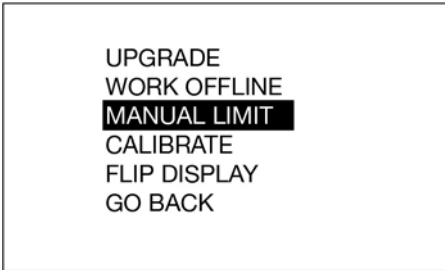 UPGRADE
WORK OFFLINE
MANUAL LIMIT
CALIBRATE
FLIP DISPLAY
GO BACK